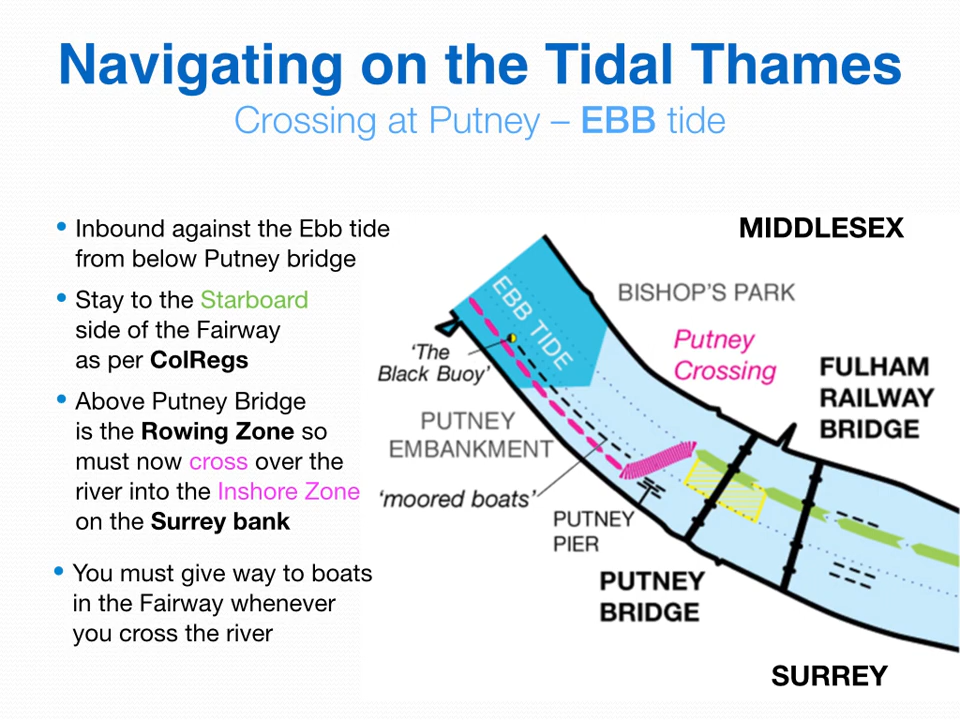 Navigating on the Tidal Thames
Crossing at Putney – EBB tide
• Inbound against the Ebb tide
from below Putney bridge
• Stay to the Starboard
side of the Fairway
as per ColRegs
• Above Putney Bridge
is the Rowing Zone so
must now cross over the
river into the Inshore Zone
on the Surrey bank
• You must give way to boats
in the Fairway whenever
you cross the river
MIDDLESEX
EBB TIDE
BISHOP'S PARK
'The
Black Buoy'
Putney
Crossing
FULHAM
RAILWAY
BRIDGE
PUTNEY
EMBANKMENT
'moored boats'
PUTNEY
PIER
PUTNEY
BRIDGE
SURREY